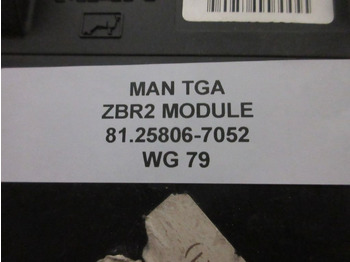 MAN TGA
ZBR2 MODULE
81.25806-7052
WG 79